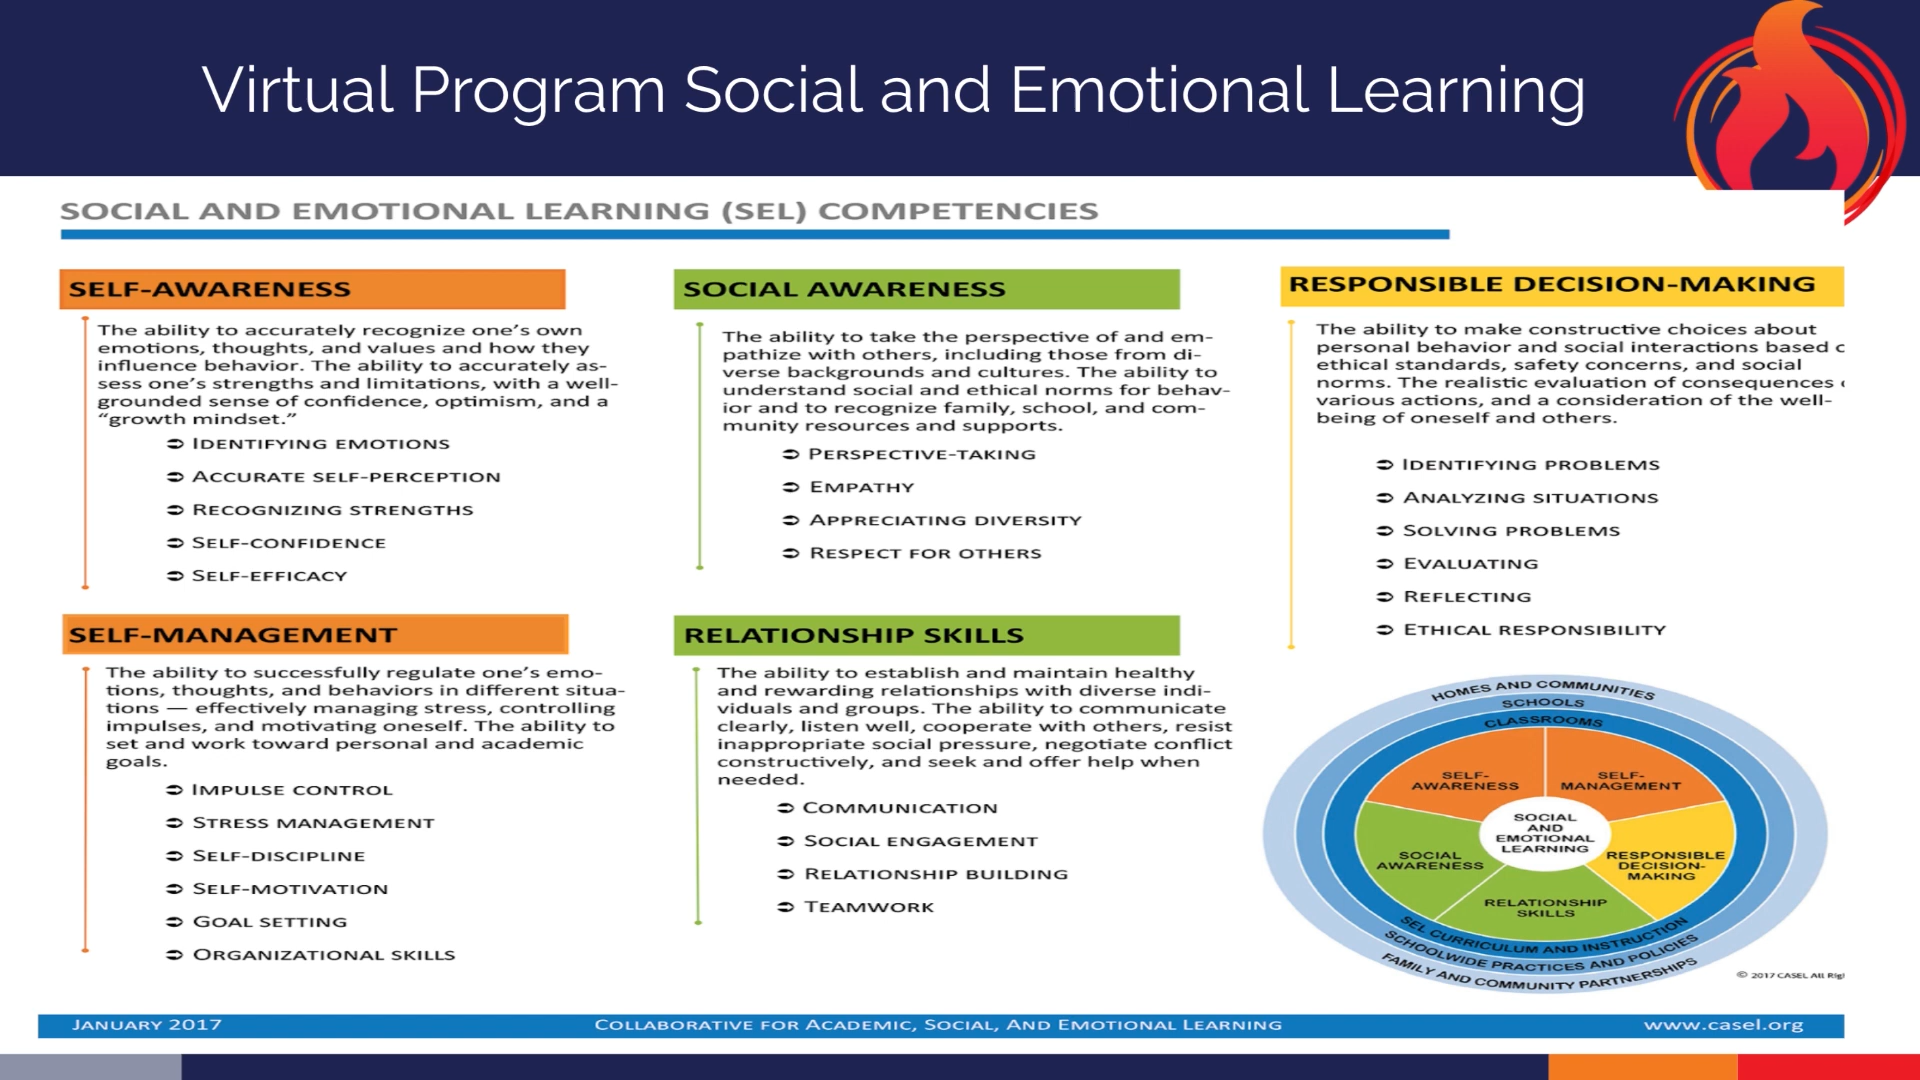 Virtual Program Social and Emotional Learning
SOCIAL AND EMOTIONAL LEARNING (SEL) COMPETENCIES
SELF-AWARENESS
The ability to accurately recognize one’s own
emotions, thoughts, and values and how they
influence behavior. The ability to accurately as-
sess one’s strengths and limitations, with a well-
grounded sense of confidence, optimism, and a
“growth mindset.”
➲ IDENTIFYING EMOTIONS
➲ ACCURATE SELF-PERCEPTION
➲ RECOGNIZING STRENGTHS
➲ SELF-CONFIDENCE
➲ SELF-EFFICACY
SELF-MANAGEMENT
The ability to successfully regulate one’s emo-
tions, thoughts, and behaviors in different situa-
tions — effectively managing stress, controlling
impulses, and motivating oneself. The ability to
set and work toward personal and academic
goals.
➲ IMPULSE CONTROL
➲ STRESS MANAGEMENT
➲ SELF-DISCIPLINE
➲ SELF-MOTIVATION
➲ GOAL SETTING
➲ ORGANIZATIONAL SKILLS
SOCIAL AWARENESS
The ability to take the perspective of and em-
pathize with others, including those from di-
verse backgrounds and cultures. The ability to
understand social and ethical norms for behav-
ior and to recognize family, school, and com-
munity resources and supports.
➲ PERSPECTIVE-TAKING
➲ EMPATHY
➲ APPRECIATING DIVERSITY
➲ RESPECT FOR OTHERS
RELATIONSHIP SKILLS
The ability to establish and maintain healthy
and rewarding relationships with diverse indi-
viduals and groups. The ability to communicate
clearly, listen well, cooperate with others, resist
inappropriate social pressure, negotiate conflict
constructively, and seek and offer help when
needed.
➲ COMMUNICATION
➲ SOCIAL ENGAGEMENT
➲ RELATIONSHIP BUILDING
➲ TEAMWORK
RESPONSIBLE DECISION-MAKING
The ability to make constructive choices about
personal behavior and social interactions based
ethical standards, safety concerns, and social
norms. The realistic evaluation of consequences
various actions, and a consideration of the well-
being of oneself and others.
➲ IDENTIFYING PROBLEMS
➲ ANALYZING SITUATIONS
➲ SOLVING PROBLEMS
➲ EVALUATING
➲ REFLECTING
➲ ETHICAL RESPONSIBILITY
HOMES AND COMMUNITIES
SCHOOLS
CLASSROOMS
SELF-
AWARENESS
SELF-
MANAGEMENT
SOCIAL
AND
EMOTIONAL
LEARNING
SOCIAL
AWARENESS
RESPONSIBLE
DECISION-
MAKING
RELATIONSHIP
SKILLS
SEL CURRICULUM AND INSTRUCTION
SCHOOLWIDE PRACTICES AND POLICIES
FAMILY AND COMMUNITY PARTNERSHIPS
© 2017 CASEL All
JANUARY 2017
COLLABORATIVE FOR ACADEMIC, SOCIAL, AND EMOTIONAL LEARNING
www.casel.org